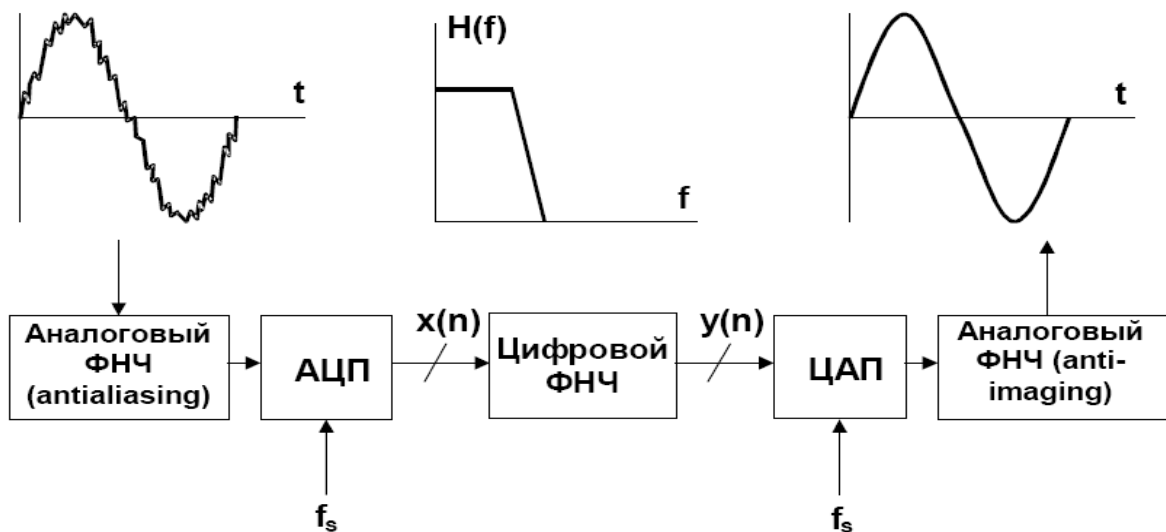 t
H(f)
f
t
Аналоговый
ФНЧ
(antialiasing)
АЦП
x(n)
Цифровой
ФНЧ
y(n)
ЦАП
Аналоговый
ФНЧ (anti-
imaging)
fs
fs